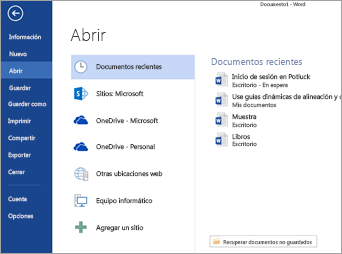 Documento1 - Word
Información
Nuevo
Abrir
Guardar
Guardar como
Imprimir
Compartir
Exportar
Cerrar
Cuenta
Opciones
Abrir
Documentos recientes
Sitios: Microsoft
OneDrive - Microsoft
OneDrive - Personal
Otras ubicaciones web
Equipo informático
Agregar un sitio
Documentos recientes
Inicio de sesión en Potluck
Escritorio - En espera
Use guías dinámicas de alineación y c
Mis documentos
Muestra
Escritorio
Libros
Escritorio
Recuperar documentos no guardados